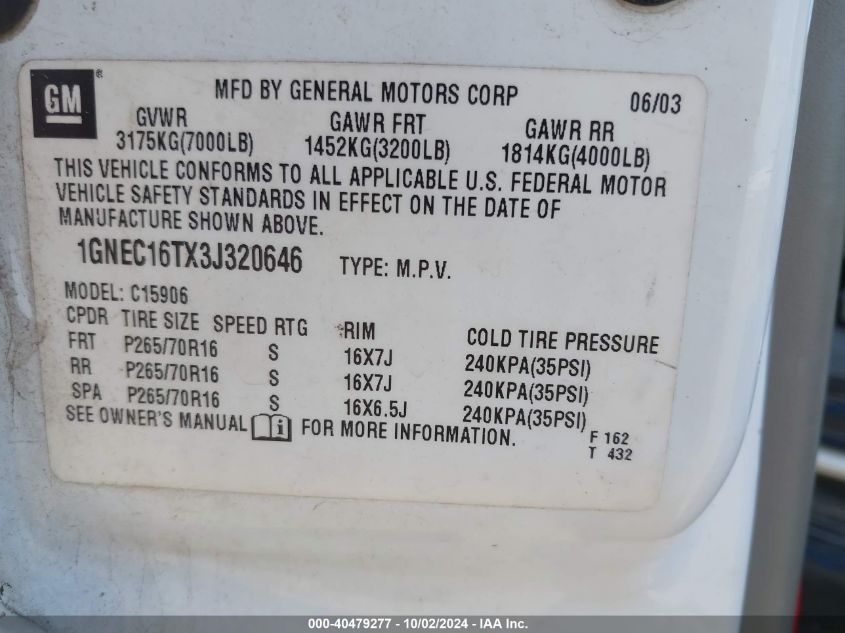 GM®
MFD BY GENERAL MOTORS CORP 06/03
GVWR GAWR FRT GAWR RR
3175KG(7000LB) 1452KG(3200LB) 1814KG(4000LB)
THIS VEHICLE CONFORMS TO ALL APPLICABLE U.S. FEDERAL MOTOR
VEHICLE SAFETY STANDARDS IN EFFECT ON THE DATE OF
MANUFACTURE SHOWN ABOVE.
1GNEC16TX3J320646 TYPE: M.P.V.
MODEL: C15906
CPDR TIRE SIZE SPEED RTG RIM COLD TIRE PRESSURE
FRT P265/70R16 S 16X7J 240KPA(35PSI)
RR P265/70R16 S 16X7J 240KPA(35PSI)
SPA P265/70R16 S 16X6.5J 240KPA(35PSI)
SEE OWNER'S MANUAL i FOR MORE INFORMATION.
F 162
T 432
000-40479277 - 10/02/2024 - IAA Inc.